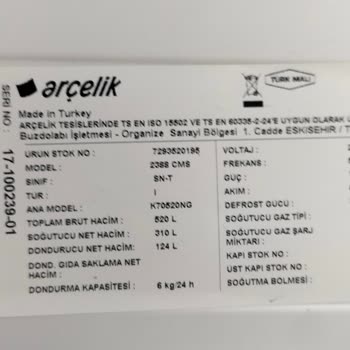 arçelik
TÜRK MALI
Made in Turkey
ARÇELİK TESİSLERİNDE TS EN ISO 15502 VE TS EN 60335-2-24'E UYGUN OLARAK
Buzdolabı İşletmesi - Organize Sanayi Bölgesi 1. Cadde ESKİSEHİR / T
SERİ NO : 17-100239-01
ÜRÜN STOK NO : 7293520195
MODEL : 2388 CMS
SINIF : SN-T
TÜR : I
ANA MODEL : K70520NG
TOPLAM BRÜT HACİM : 520 L
SOĞUTUCU NET HACİM : 310 L
DONDURUCU NET HACİM : 124 L
DOND. GIDA SAKLAMA NET
HACİM :
DONDURMA KAPASİTESİ : 6 kg/24 h
VOLTAJ :
FREKANS :
GÜÇ :
AKIM :
DEFROST GÜCÜ :
SOĞUTUCU GAZ TİPİ :
SOĞUTUCU GAZ ŞARJ
MİKTARI :
KAPI STOK NO :
ÜST KAPI STOK NO :
SOĞUTMA BÖLMESİ :